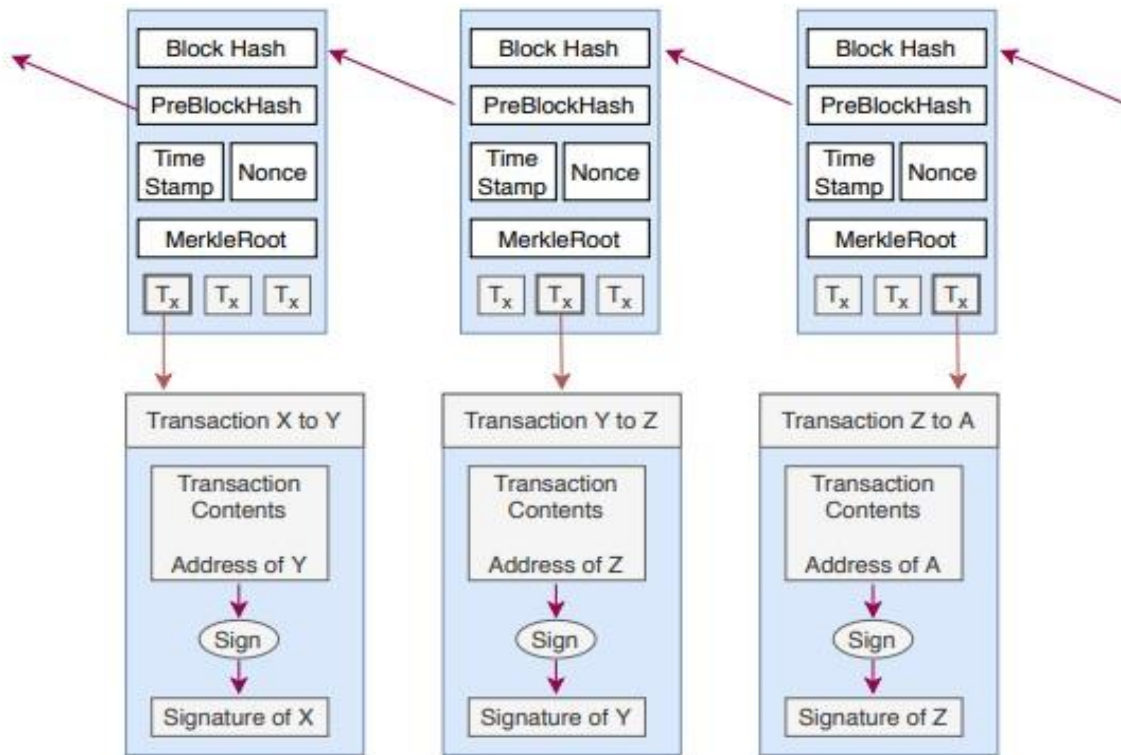 Block Hash
PreBlockHash
Time
Stamp
Nonce
MerkleRoot
Tx Tx Tx
Block Hash
PreBlockHash
Time
Stamp
Nonce
MerkleRoot
Tx Tx Tx
Block Hash
PreBlockHash
Time
Stamp
Nonce
MerkleRoot
Tx Tx Tx
Transaction X to Y
Transaction
Contents
Address of Y
Sign
Signature of X
Transaction Y to Z
Transaction
Contents
Address of Z
Sign
Signature of Y
Transaction Z to A
Transaction
Contents
Address of A
Sign
Signature of Z